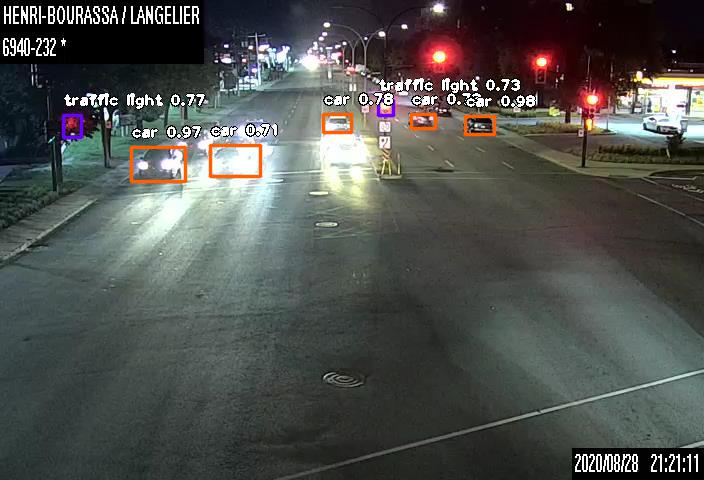 HENRI-BOURASSA / LANGELIER
6940-232 *
traffic light 0.77
car 0.97
car 0.71
car 0.78
traffic light 0.73
car 0.98
2020/08/28 21:21:11